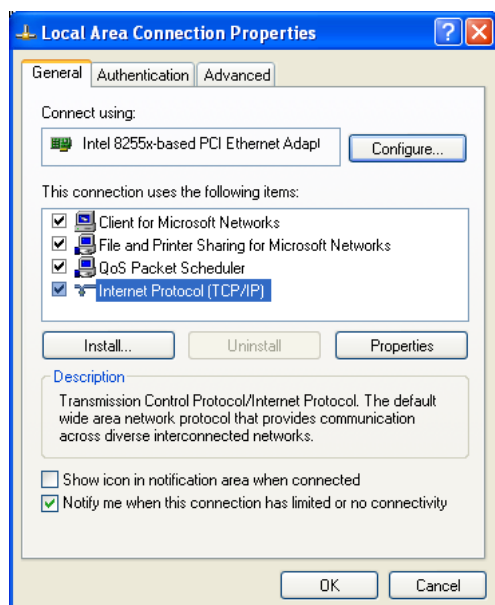 Local Area Connection Properties
General Authentication Advanced
Connect using:
Intel 8255x-based PCI Ethernet Adapt
Configure...
This connection uses the following items:
Client for Microsoft Networks
File and Printer Sharing for Microsoft Networks
QoS Packet Scheduler
Internet Protocol (TCP/IP)
Install... Uninstall Properties
Description
Transmission Control Protocol/Internet Protocol. The default
wide area network protocol that provides communication
across diverse interconnected networks.
Show icon in notification area when connected
Notify me when this connection has limited or no connectivity
OK Cancel